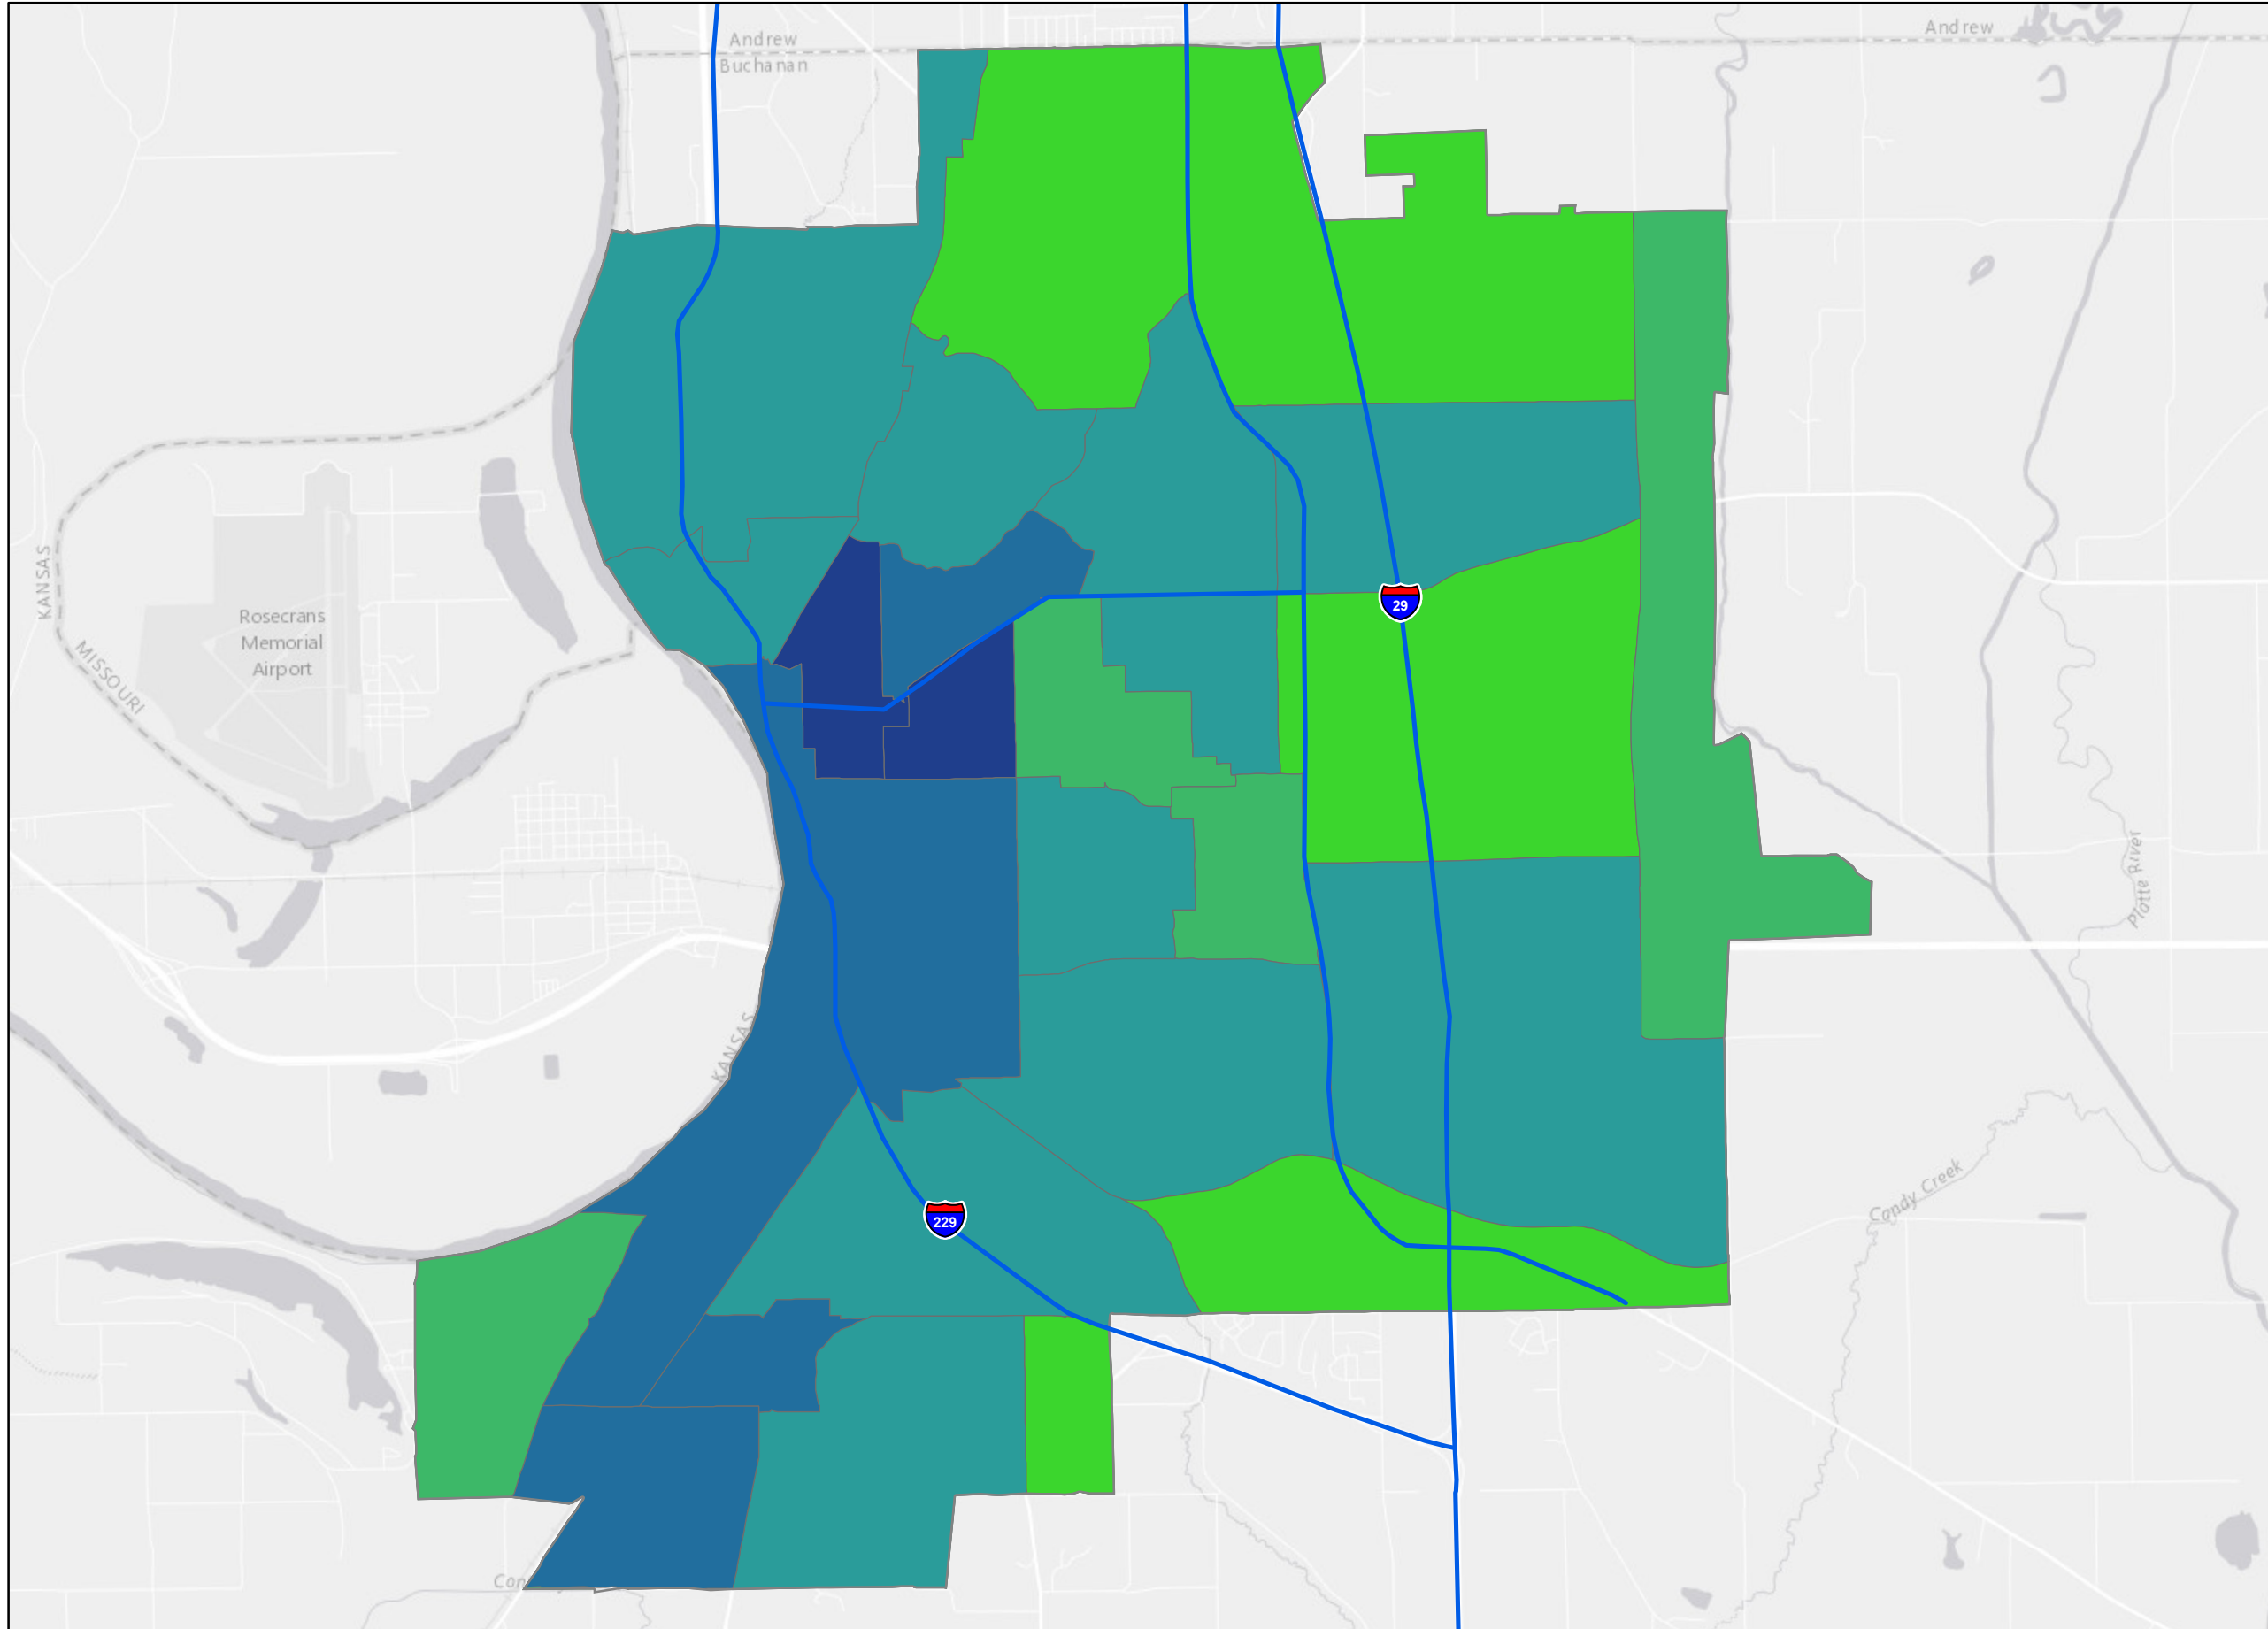 Andrew
Andrew
Buchanan
KANSAS
29
Rosecrans
Memorial
Airport
MISSOURI
Platte River
KANSAS
Candy Creek
229